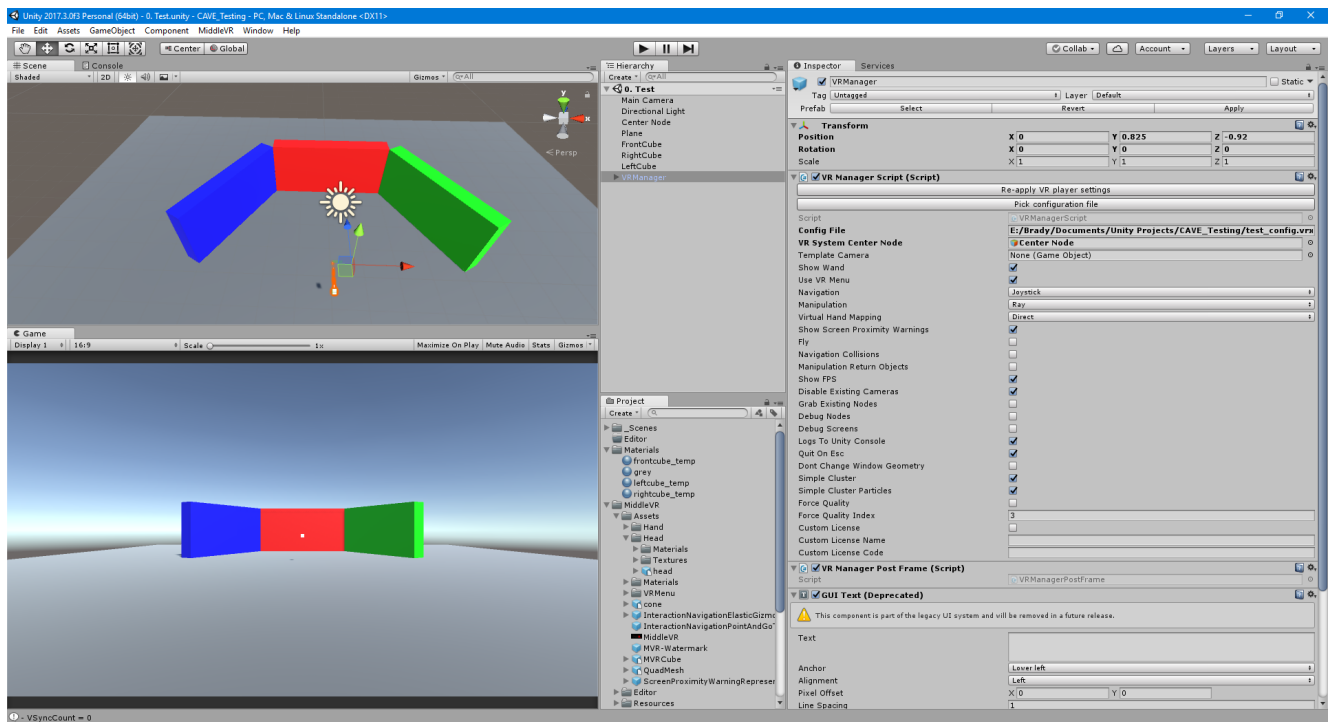 Unity 2017.3.0f3 Personal (64bit) - 0. Test.unity - CAVE_Testing - PC, Mac & Linux Standalone <DX11>
File Edit Assets GameObject Component MiddleVR Window Help
Center Global Collab Account Layers Layout
Scene Console
Shaded 2D Gizmos All
y
x
Persp
Game
Display 1 16:9 Scale 1x Maximize On Play Mute Audio Stats Gizmos
Hierarchy
Create All
0. Test
Main Camera
Directional Light
Center Node
Plane
FrontCube
RightCube
LeftCube
VRManager
Project
Create
_Scenes
Editor
Materials
frontcube_temp
grey
leftcube_temp
rightcube_temp
MiddleVR
Assets
Hand
Head
Materials
Textures
head
Materials
VRMenu
cone
InteractionNavigationElasticGizmo
InteractionNavigationPointAndGoT
MiddleVR
MVR-Watermark
MVRCube
QuadMesh
ScreenProximityWarningRepreser
Editor
Resources
Inspector Services
VRManager Static
Tag Untagged Layer Default
Prefab Select Revert Apply
Transform
Position X 0 Y 0.825 Z -0.92
Rotation X 0 Y 0 Z 0
Scale X 1 Y 1 Z 1
VR Manager Script (Script)
Re-apply VR player settings
Pick configuration file
Script VRManagerScript
Config File E:/Brady/Documents/Unity Projects/CAVE_Testing/test_config.vrx
VR System Center Node Center Node
Template Camera None (Game Object)
Show Wand
Use VR Menu
Navigation Joystick
Manipulation Ray
Virtual Hand Mapping Direct
Show Screen Proximity Warnings
Fly
Navigation Collisions
Manipulation Return Objects
Show FPS
Disable Existing Cameras
Grab Existing Nodes
Debug Nodes
Debug Screens
Logs To Unity Console
Quit On Esc
Dont Change Window Geometry
Simple Cluster
Simple Cluster Particles
Force Quality
Force Quality Index 3
Custom License
Custom License Name
Custom License Code
VR Manager Post Frame (Script)
Script VRManagerPostFrame
GUI Text (Deprecated)
This component is part of the legacy UI system and will be removed in a future release.
Text
Anchor Lower left
Alignment Left
Pixel Offset X 0 Y 0
Line Spacing 1
- VSyncCount = 0